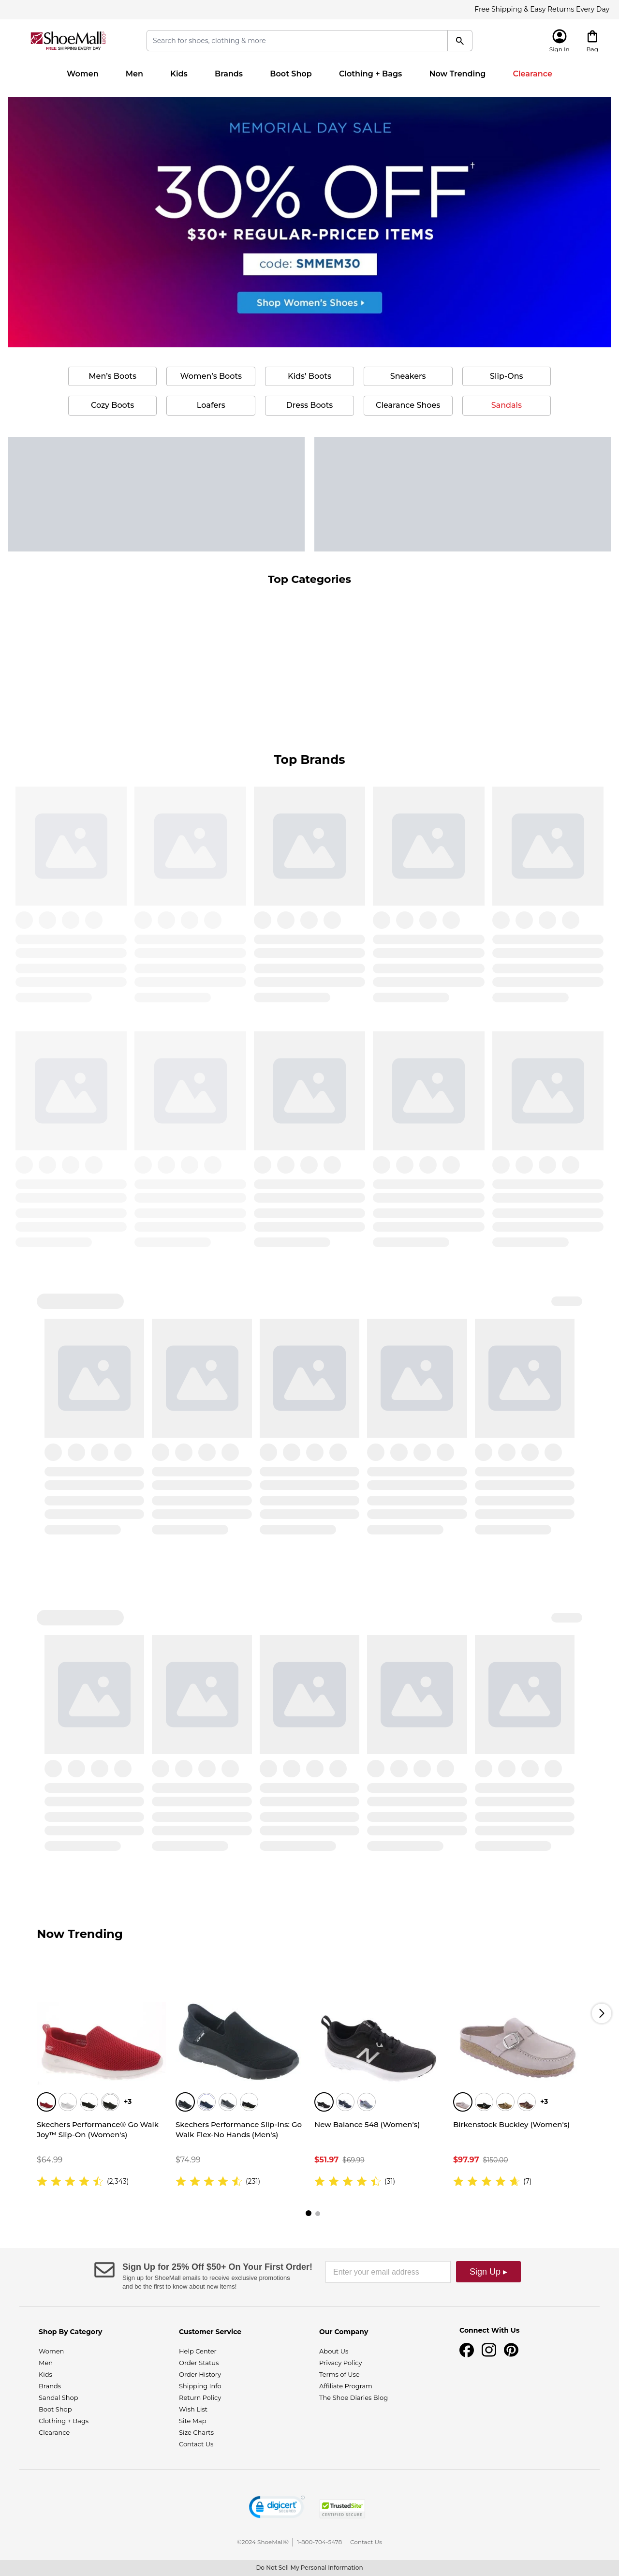 Free Shipping & Easy Returns Every Day
ShoeMall.com
FREE SHIPPING EVERY DAY
Search for shoes, clothing & more
Sign In
Bag
Women
Men
Kids
Brands
Boot Shop
Clothing + Bags
Now Trending
Clearance
MEMORIAL DAY SALE
30% OFF†
$30+ REGULAR-PRICED ITEMS
code: SMMEM30
Shop Women's Shoes ▸
Men's Boots
Women's Boots
Kids' Boots
Sneakers
Slip-Ons
Cozy Boots
Loafers
Dress Boots
Clearance Shoes
Sandals
Top Categories
Top Brands
Now Trending
+3
Skechers Performance® Go Walk
Joy™ Slip-On (Women's)
$64.99
(2,343)
Skechers Performance Slip-Ins: Go
Walk Flex-No Hands (Men's)
$74.99
(231)
New Balance 548 (Women's)
$51.97 $69.99
(31)
+3
Birkenstock Buckley (Women's)
$97.97 $150.00
(7)
Sign Up for 25% Off $50+ On Your First Order!
Sign up for ShoeMall emails to receive exclusive promotions
and be the first to know about new items!
Enter your email address
Sign Up ▸
Shop By Category
Women
Men
Kids
Brands
Sandal Shop
Boot Shop
Clothing + Bags
Clearance
Customer Service
Help Center
Order Status
Order History
Shipping Info
Return Policy
Wish List
Site Map
Size Charts
Contact Us
Our Company
About Us
Privacy Policy
Terms of Use
Affiliate Program
The Shoe Diaries Blog
Connect With Us
digicert
SECURED
TrustedSite
CERTIFIED SECURE
©2024 ShoeMall® | 1-800-704-5478 | Contact Us
Do Not Sell My Personal Information